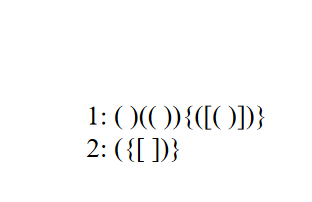 1: ( )(( )){([( )])}
2: ({[ ])}